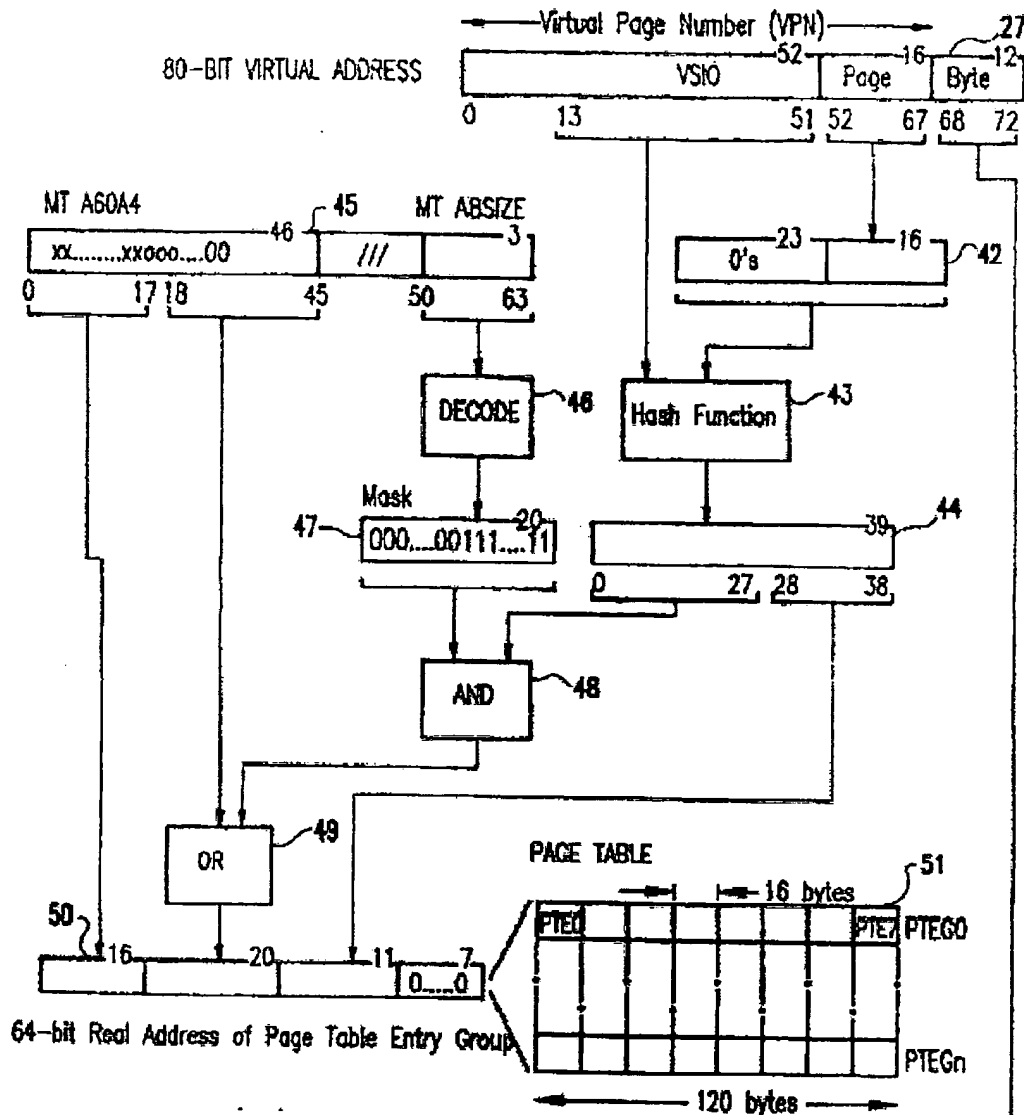 Virtual Page Number (VPN)
27
80-BIT VIRTUAL ADDRESS
52 16 12
VSIO Page Byte
0 13 51 52 67 68 72
MT A60A4 45 MT ABSIZE
46 3
xx........xxooo....00 /// 
0 17 18 45 50 63
23 16
0's 42
DECODE 46
Hash Function 43
Mask
47 20
000....00111....11
39 44
0 27 28 38
AND 48
OR 49
PAGE TABLE
51
16 bytes
PTE0 PTE7 PTEG0
50 16 20 11 7
0.....0
64-bit Real Address of Page Table Entry Group
PTEGn
120 bytes